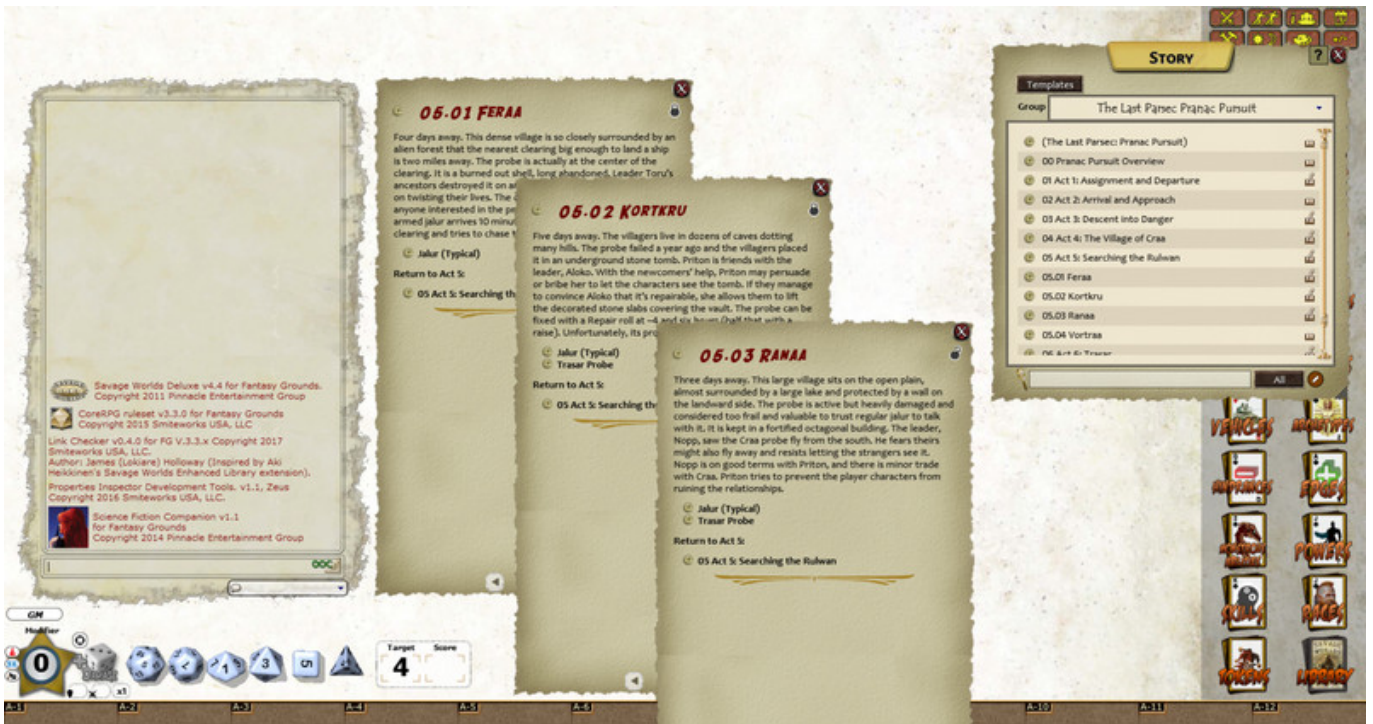 Savage Worlds Deluxe v4.4 for Fantasy Grounds.
Copyright 2011 Pinnacle Entertainment Group
CoreRPG ruleset v3.3.0 for Fantasy Grounds
Copyright 2015 Smiteworks USA, LLC
Link Checker v0.4.0 for FG V.3.3.x Copyright 2017
Smiteworks USA, LLC.
Author: James (Lokiare) Holloway (Inspired by Aki
Heikkinen's Savage Worlds Enhanced Library extension).
Properties Inspector Development Tools. v1.1, Zeus
Copyright 2016 Smiteworks USA, LLC.
Science Fiction Companion v1.1
for Fantasy Grounds
Copyright 2014 Pinnacle Entertainment Group
OOC
GM
Modifier
0
x1
Target
4
Score
05.01 Feraa
Four days away. This dense village is so closely surrounded by an
alien forest that the nearest clearing big enough to land a ship
is two miles away. The probe is actually at the center of the
clearing. It is a burned out shell, long abandoned. Leader Toru's
ancestors destroyed it on
on twisting their lives. The
anyone interested in the
armed jalur arrives 10
clearing and tries to chase
Jalur (Typical)
Return to Act 5:
05 Act 5: Searching
05.02 Kortkru
Five days away. The villagers live in dozens of caves dotting
many hills. The probe failed a year ago and the villagers placed
it in an underground stone tomb. Priton is friends with the
leader, Aloko. With the newcomers' help, Priton may persuade
or bribe her to let the characters see the tomb. If they manage
to convince Aloko that it's repairable, she allows them to lift
the decorated stone slabs covering the vault. The probe can be
fixed with a Repair roll at –4 and six hours (half that with a
raise). Unfortunately, its
Jalur (Typical)
Trasar Probe
Return to Act 5:
05 Act 5: Searching
05.03 Ranaa
Three days away. This large village sits on the open plain,
almost surrounded by a large lake and protected by a wall on
the landward side. The probe is active but heavily damaged and
considered too frail and valuable to trust regular jalur to talk
with it. It is kept in a fortified octagonal building. The leader,
Nopp, saw the Craa probe fly from the south. He fears theirs
might also fly away and resists letting the strangers see it.
Nopp is on good terms with Priton, and there is minor trade
with Craa. Priton tries to prevent the player characters from
ruining the relationships.
Jalur (Typical)
Trasar Probe
Return to Act 5:
05 Act 5: Searching the Rulwan
Story
?
Templates
Group
The Last Parsec Pranac Pursuit
(The Last Parsec: Pranac Pursuit)
00 Pranac Pursuit Overview
01 Act 1: Assignment and Departure
02 Act 2: Arrival and Approach
03 Act 3: Descent into Danger
04 Act 4: The Village of Craa
05 Act 5: Searching the Rulwan
05.01 Feraa
05.02 Kortkru
05.03 Ranaa
05.04 Vortraa
06 Act 6: Trasar
All
Vehicles
Hindrances
Edges
Powers
Skills
Races
Tokens
Library
A-1
A-2
A-3
A-4
A-5
A-6
A-10
A-11
A-12